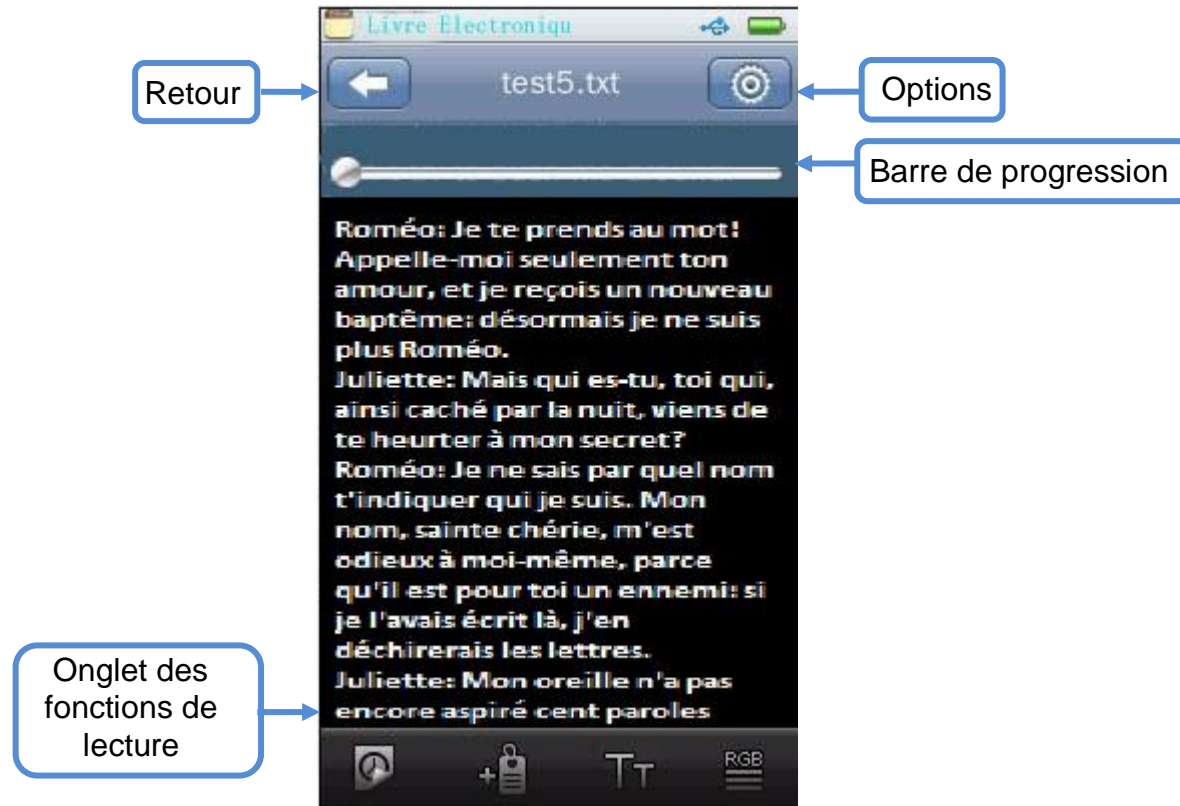 Livre Electroniqu
Retour
test5.txt
Options
Barre de progression
Roméo: Je te prends au mot!
Appelle-moi seulement ton
amour, et je reçois un nouveau
baptême: désormais je ne suis
plus Roméo.
Juliette: Mais qui es-tu, toi qui,
ainsi caché par la nuit, viens de
te heurter à mon secret?
Roméo: Je ne sais par quel nom
t'indiquer qui je suis. Mon
nom, sainte chérie, m'est
odieux à moi-même, parce
qu'il est pour toi un ennemi: si
je l'avais écrit là, j'en
déchirerais les lettres.
Juliette: Mon oreille n'a pas
encore aspiré cent paroles
Onglet des
fonctions de
lecture
TT
RGB